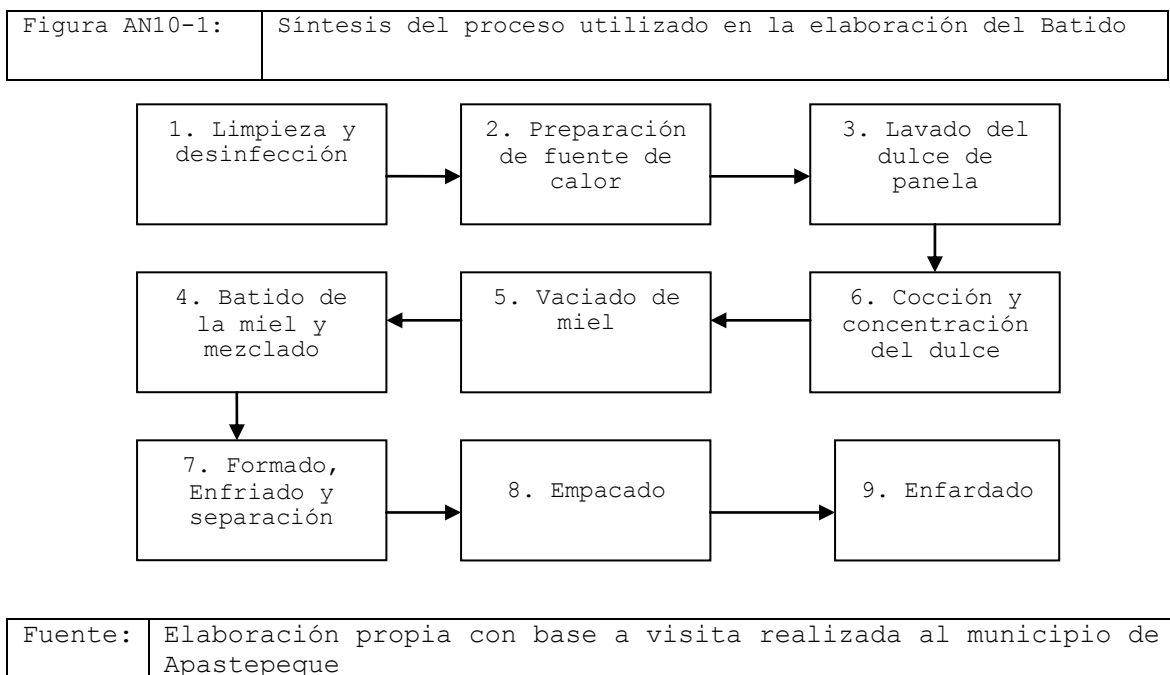 Figura AN10-1: Síntesis del proceso utilizado en la elaboración del Batido
1. Limpieza y
desinfección
2. Preparación
de fuente de
calor
3. Lavado del
dulce de
panela
4. Batido de
la miel y
mezclado
5. Vaciado de
miel
6. Cocción y
concentración
del dulce
7. Formado,
Enfriado y
separación
8. Empacado
9. Enfardado
Fuente: Elaboración propia con base a visita realizada al municipio de
Apastepeque